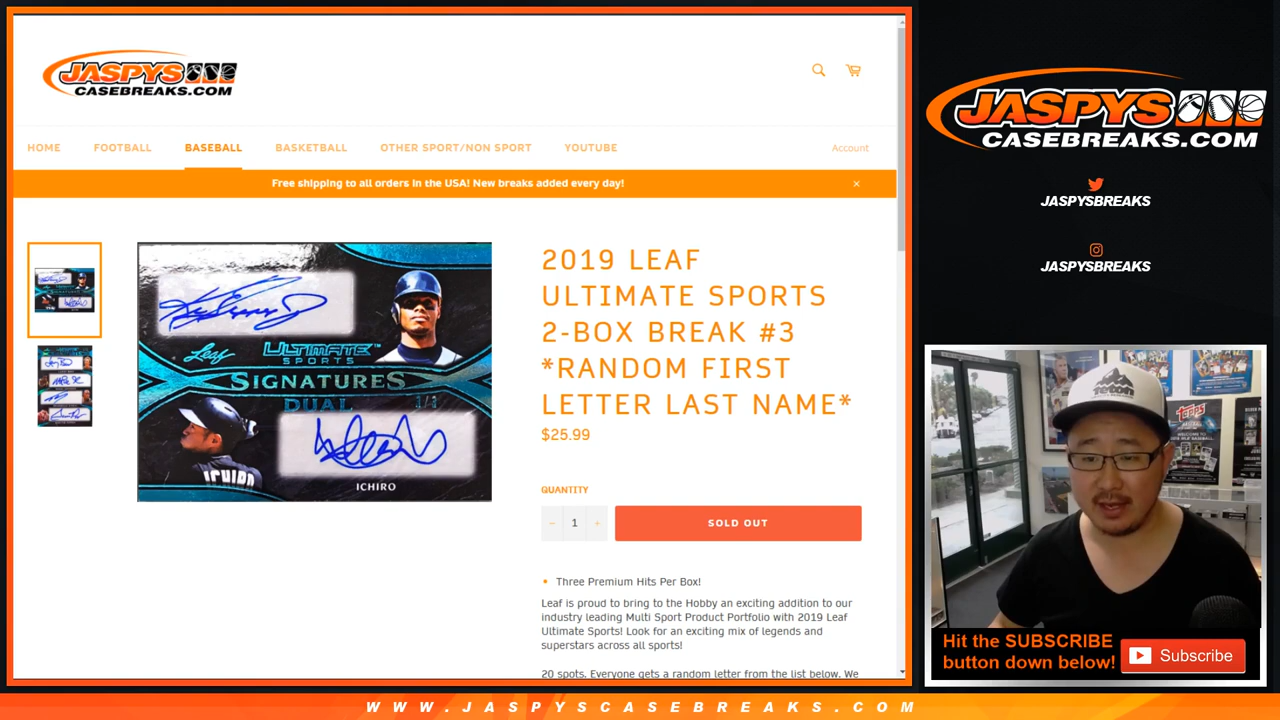 JASPYS
CASEBREAKS.COM
HOME FOOTBALL BASEBALL BASKETBALL OTHER SPORT/NON SPORT YOUTUBE Account
Free shipping to all orders in the USA! New breaks added every day! ×
Leaf ULTIMATE
SPORTS
SIGNATURES
DUAL 1/1
ICHIRO
ICHIRO
2019 LEAF
ULTIMATE SPORTS
2-BOX BREAK #3
*RANDOM FIRST
LETTER LAST NAME*
$25.99
QUANTITY
− 1 +
SOLD OUT
• Three Premium Hits Per Box!
Leaf is proud to bring to the Hobby an exciting addition to our
industry leading Multi Sport Product Portfolio with 2019 Leaf
Ultimate Sports! Look for an exciting mix of legends and
superstars across all sports!
20 spots. Everyone gets a random letter from the list below. We
JASPYS
CASEBREAKS.COM
JASPYSBREAKS
JASPYSBREAKS
TOPPS
Hit the SUBSCRIBE
button down below!
Subscribe
WWW.JASPYSCASEBREAKS.COM